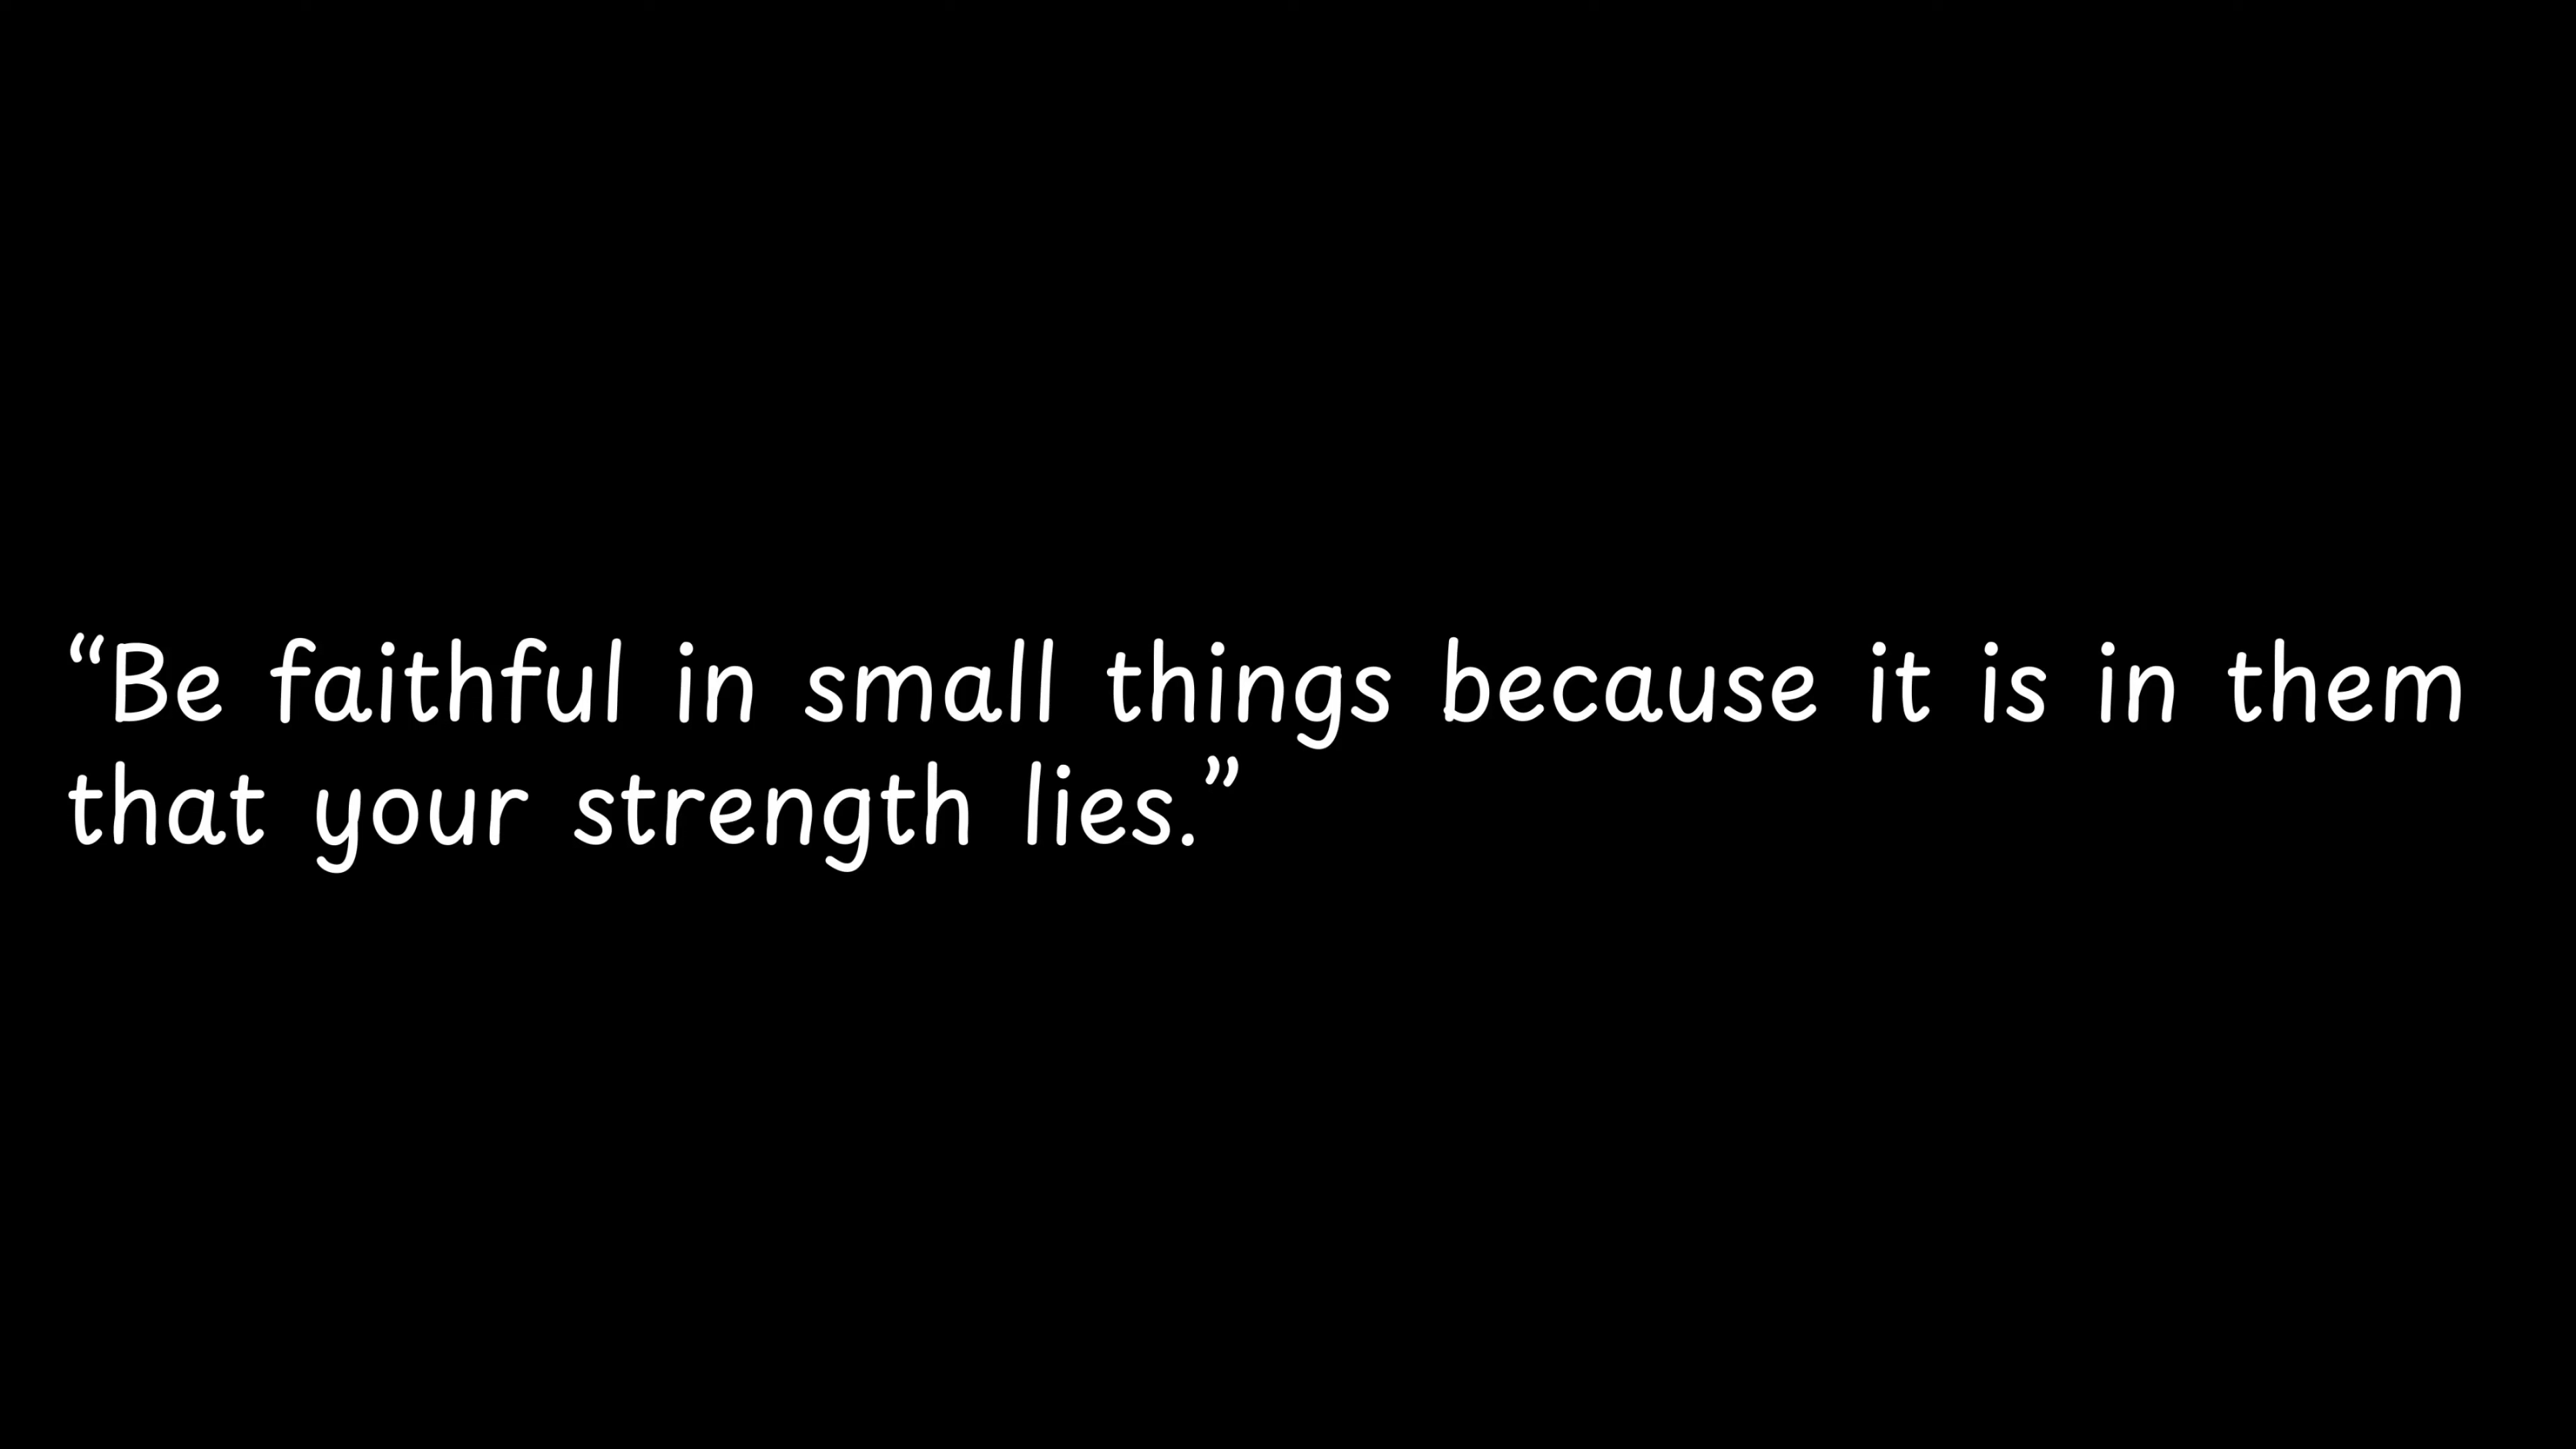 “Be faithful in small things because it is in them
that your strength lies.”